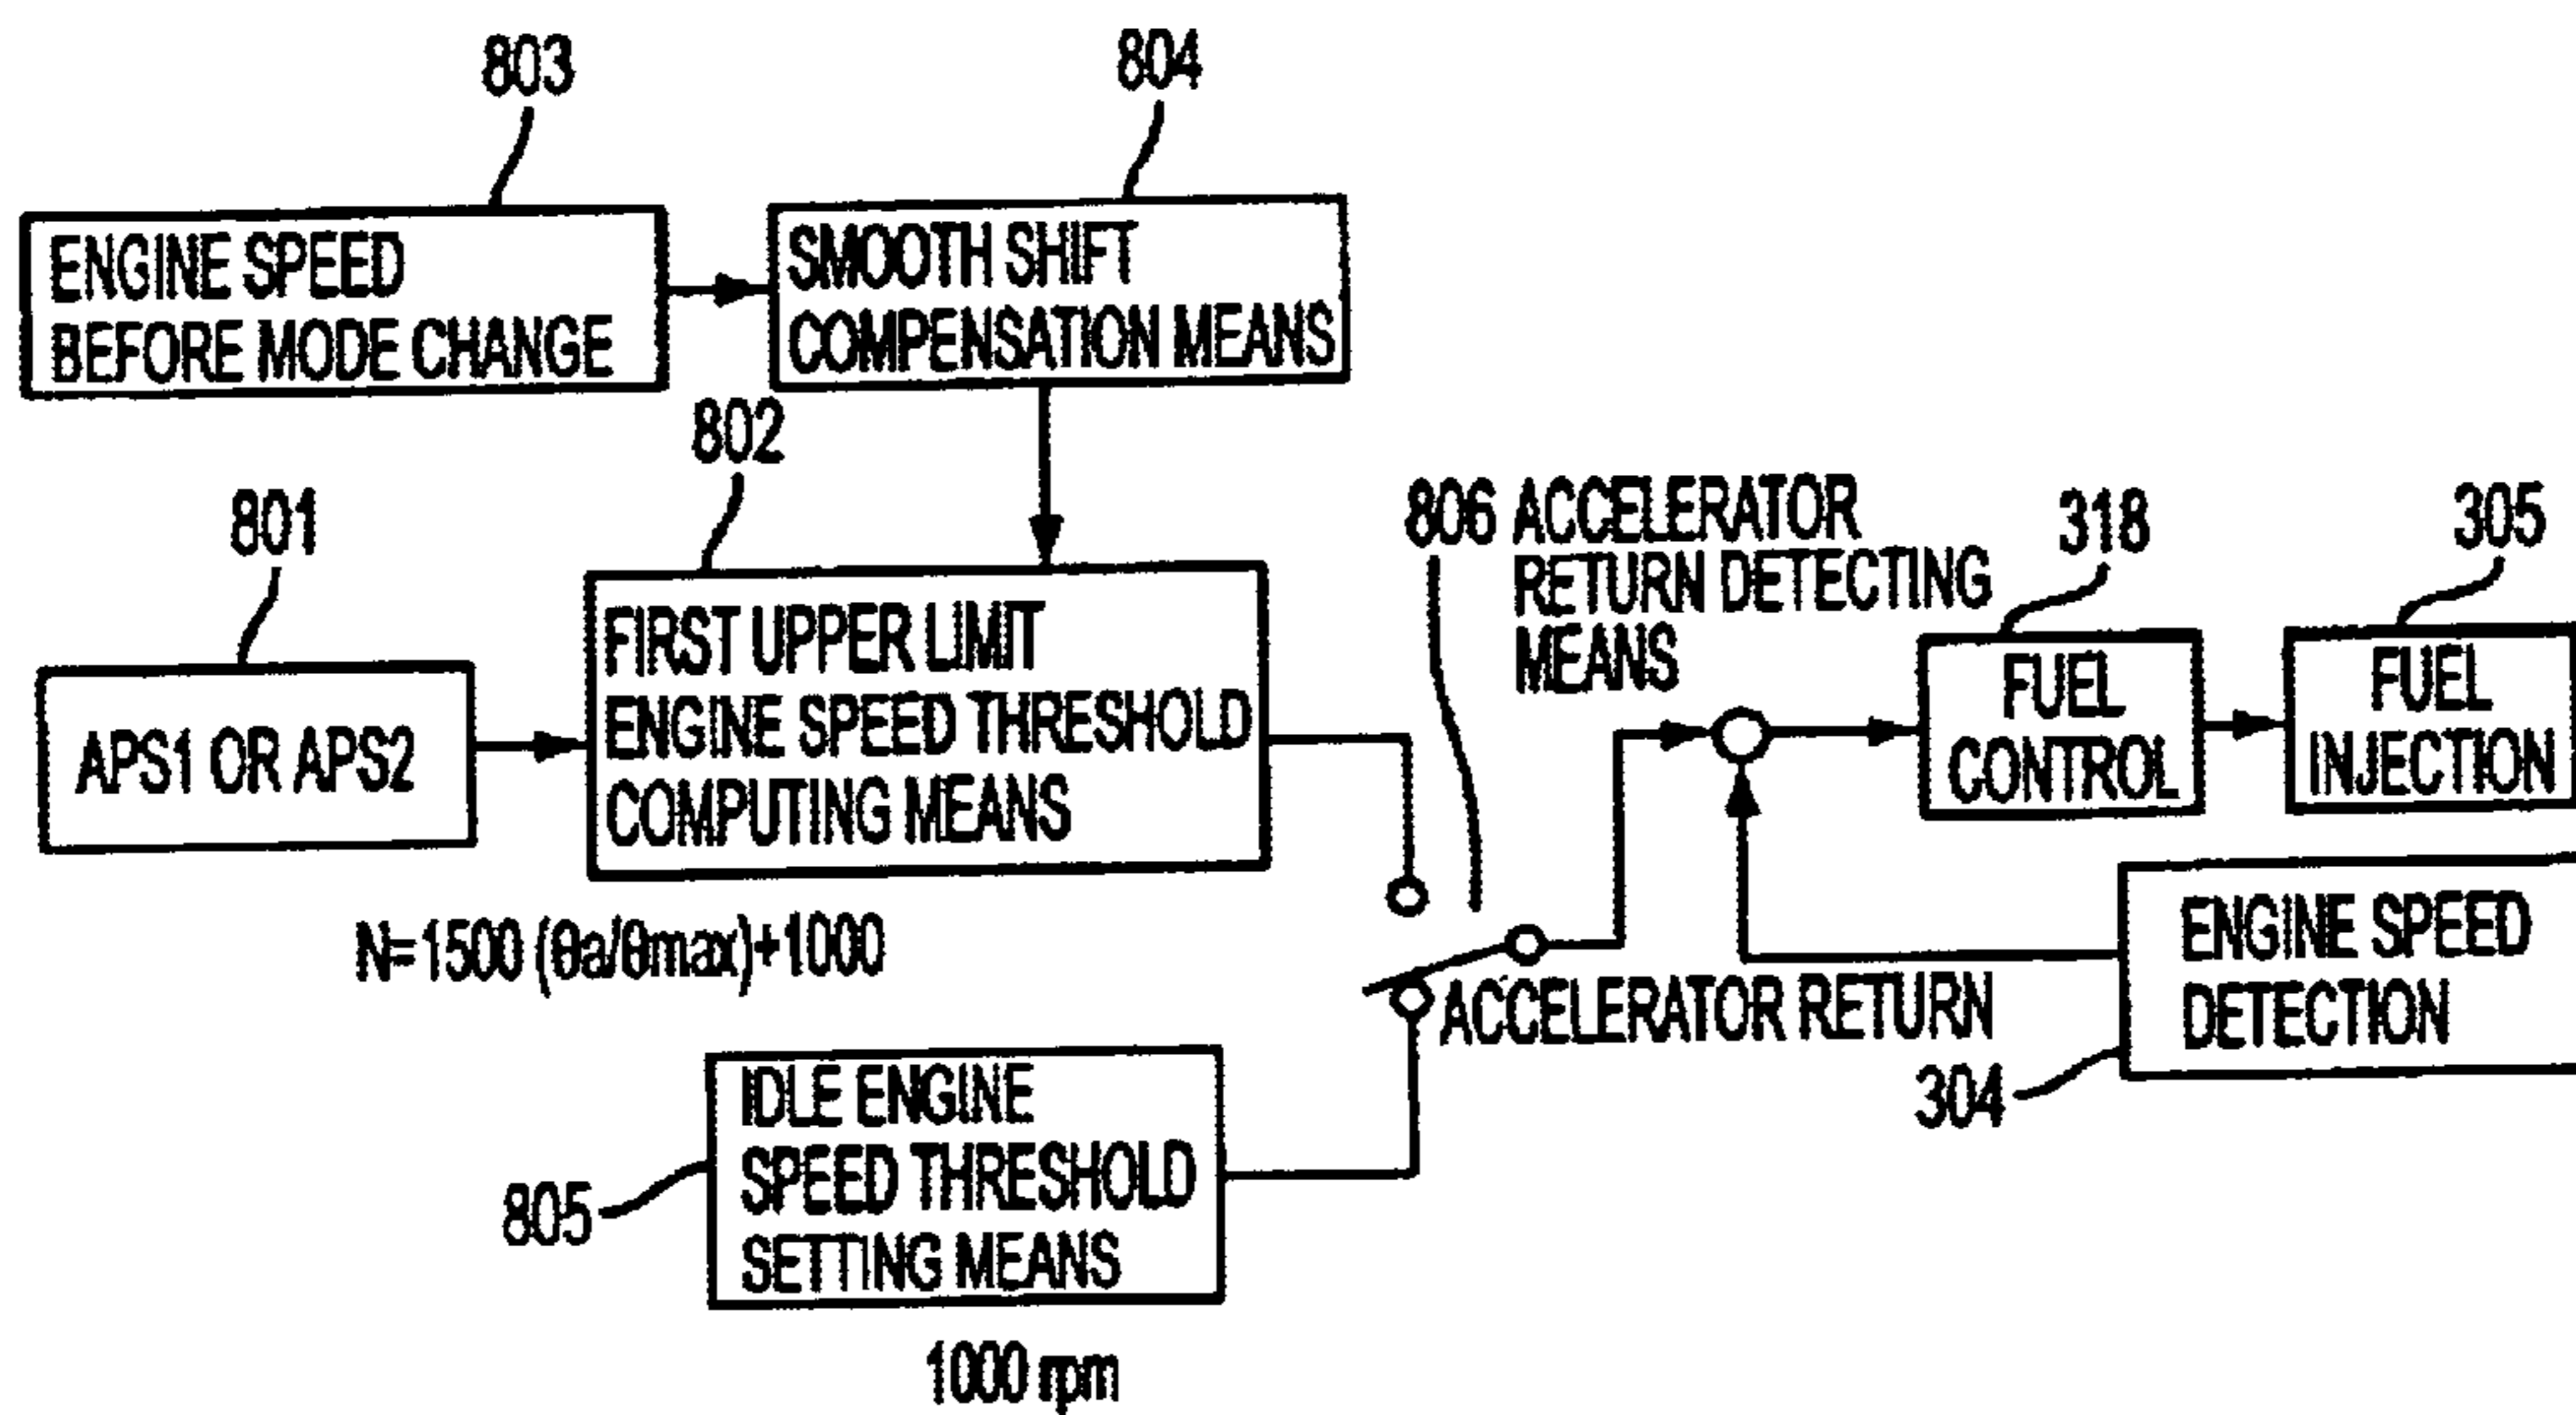 803
804
ENGINE SPEED
BEFORE MODE CHANGE
SMOOTH SHIFT
COMPENSATION MEANS
802
801
806 ACCELERATOR
RETURN DETECTING
MEANS
318
305
APS1 OR APS2
FIRST UPPER LIMIT
ENGINE SPEED THRESHOLD
COMPUTING MEANS
FUEL
CONTROL
FUEL
INJECTION
N=1500 (θa/θmax)+1000
ACCELERATOR RETURN
ENGINE SPEED
DETECTION
304
IDLE ENGINE
SPEED THRESHOLD
SETTING MEANS
805
1000 rpm